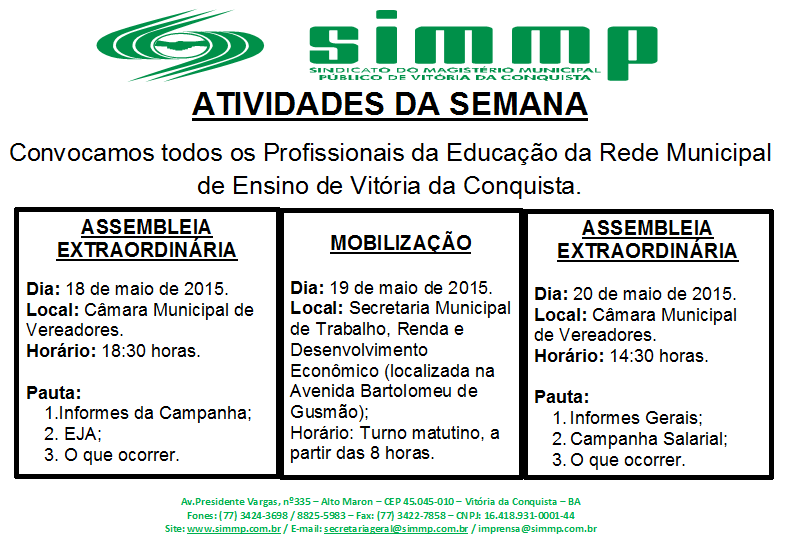 simmp
SINDICATO DO MAGISTÉRIO MUNICIPAL
PÚBLICO DE VITÓRIA DA CONQUISTA
ATIVIDADES DA SEMANA
Convocamos todos os Profissionais da Educação da Rede Municipal
de Ensino de Vitória da Conquista.
ASSEMBLEIA
EXTRAORDINÁRIA
Dia: 18 de maio de 2015.
Local: Câmara Municipal de
Vereadores.
Horário: 18:30 horas.
Pauta:
1.Informes da Campanha;
2. EJA;
3. O que ocorrer.
MOBILIZAÇÃO
Dia: 19 de maio de 2015.
Local: Secretaria Municipal
de Trabalho, Renda e
Desenvolvimento
Econômico (localizada na
Avenida Bartolomeu de
Gusmão);
Horário: Turno matutino, a
partir das 8 horas.
ASSEMBLEIA
EXTRAORDINÁRIA
Dia: 20 de maio de 2015.
Local: Câmara Municipal
de Vereadores.
Horário: 14:30 horas.
Pauta:
1. Informes Gerais;
2. Campanha Salarial;
3. O que ocorrer.
Av.Presidente Vargas, nº335 – Alto Maron – CEP 45.045-010 – Vitória da Conquista – BA
Fones: (77) 3424-3698 / 8825-5983 – Fax: (77) 3422-7858 – CNPJ: 16.418.931-0001-44
Site: www.simmp.com.br / E-mail: secretariageral@simmp.com.br / imprensa@simmp.com.br